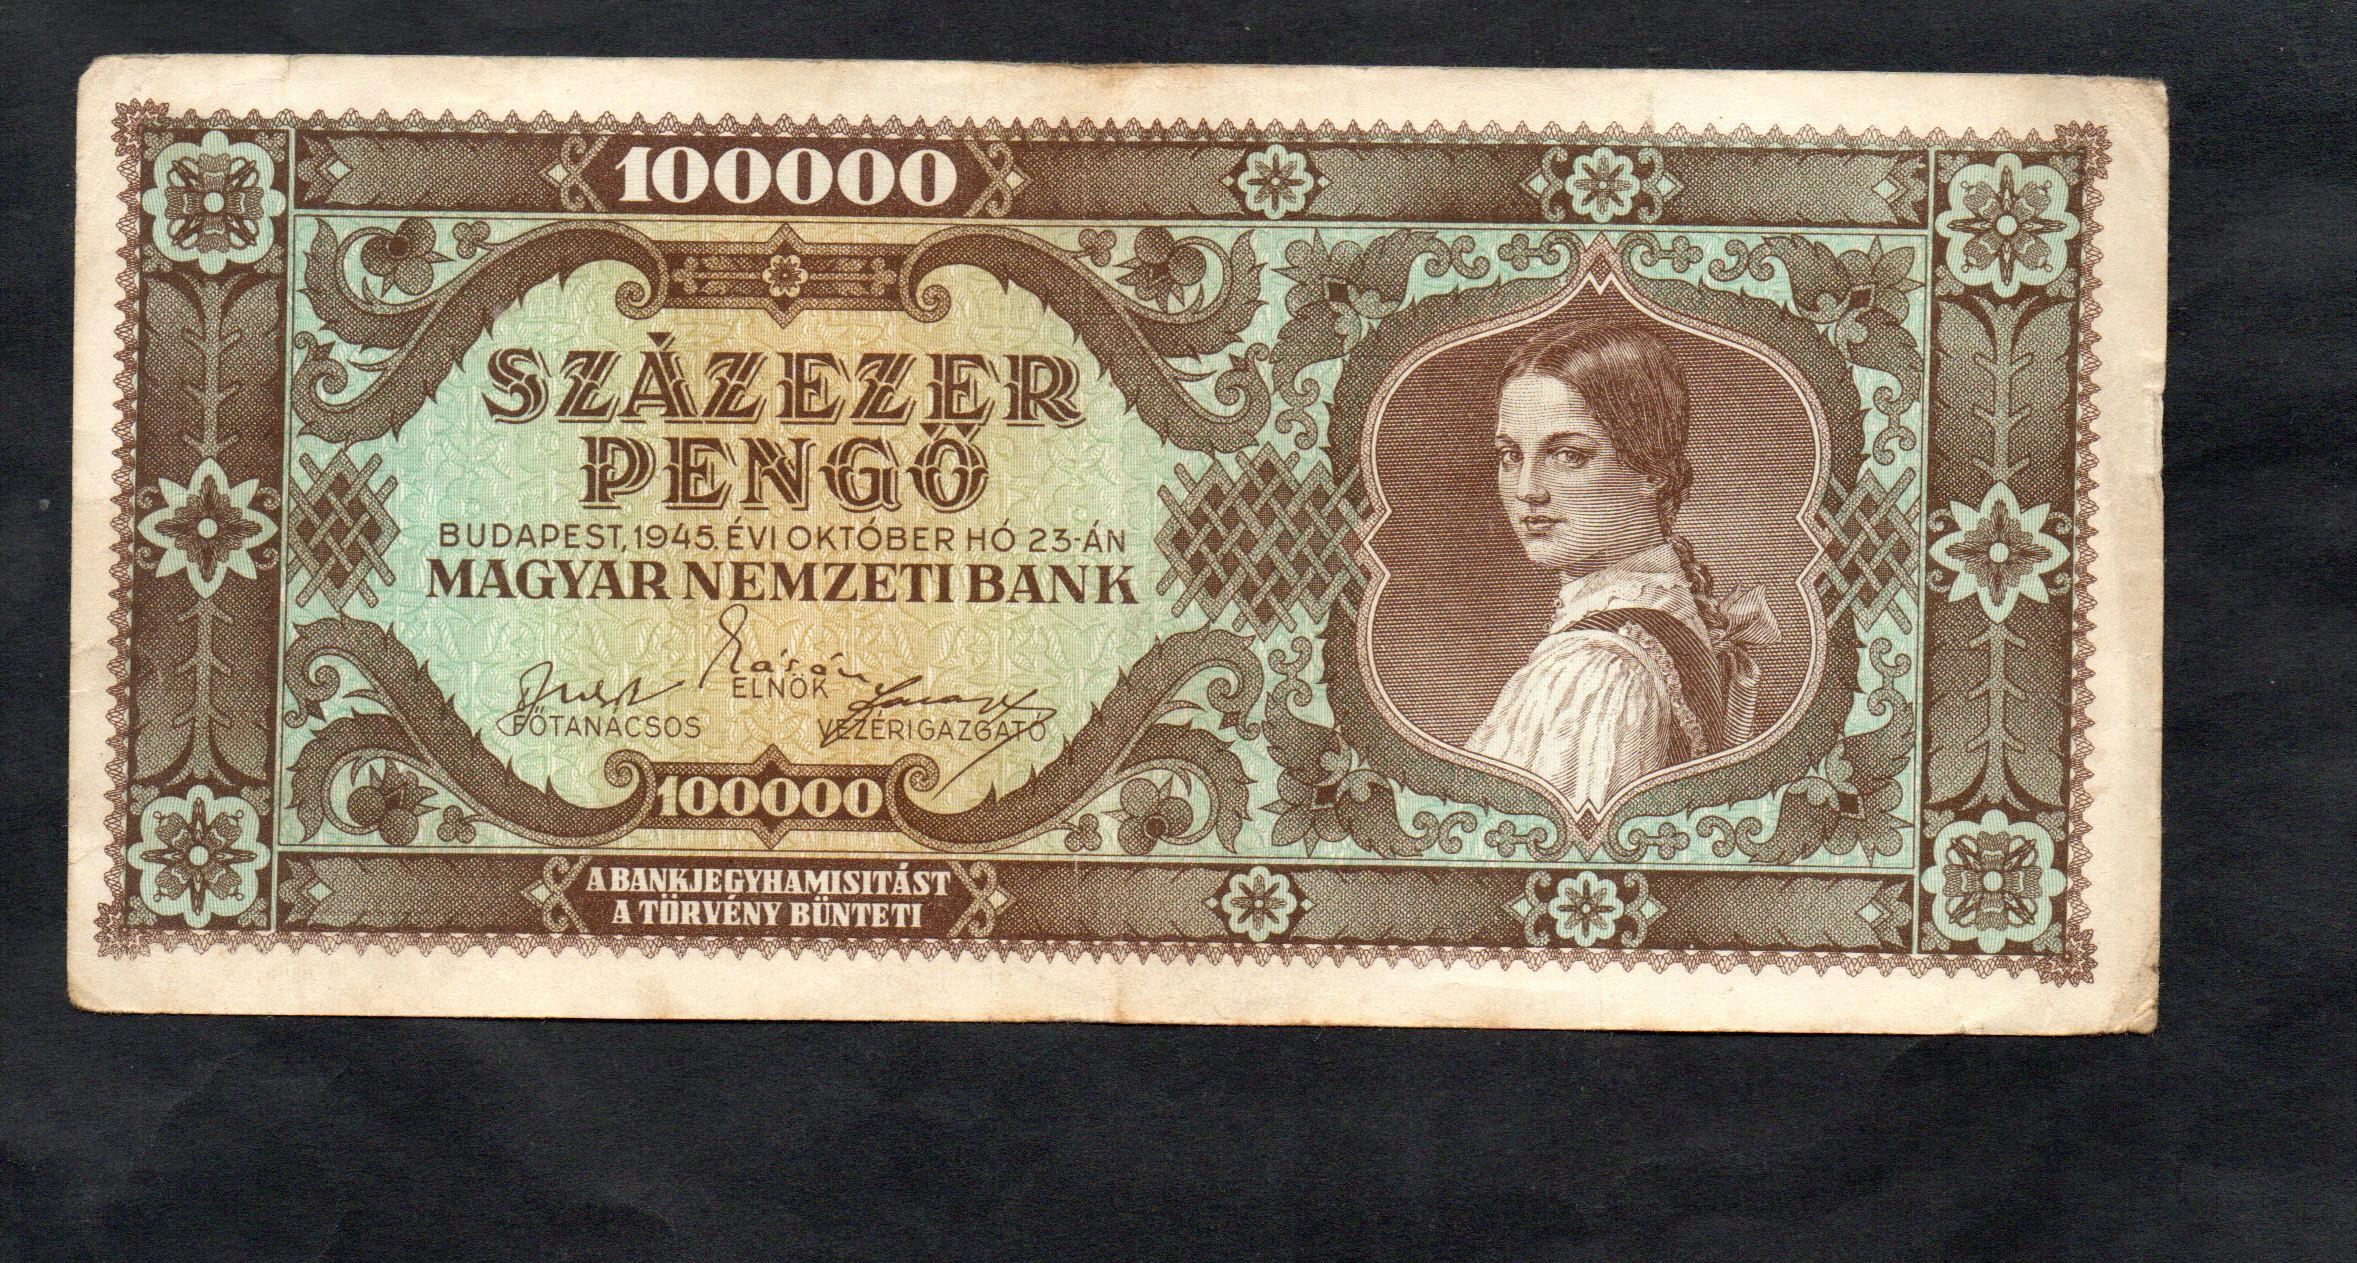 100000
SZÁZEZER
PENGŐ
BUDAPEST, 1945. ÉVI OKTÓBER HÓ 23-ÁN
MAGYAR NEMZETI BANK
ELNÖK
FŐTANÁCSOS VEZÉRIGAZGATÓ
100000
A BANKJEGYHAMISITÁST
A TÖRVÉNY BÜNTETI